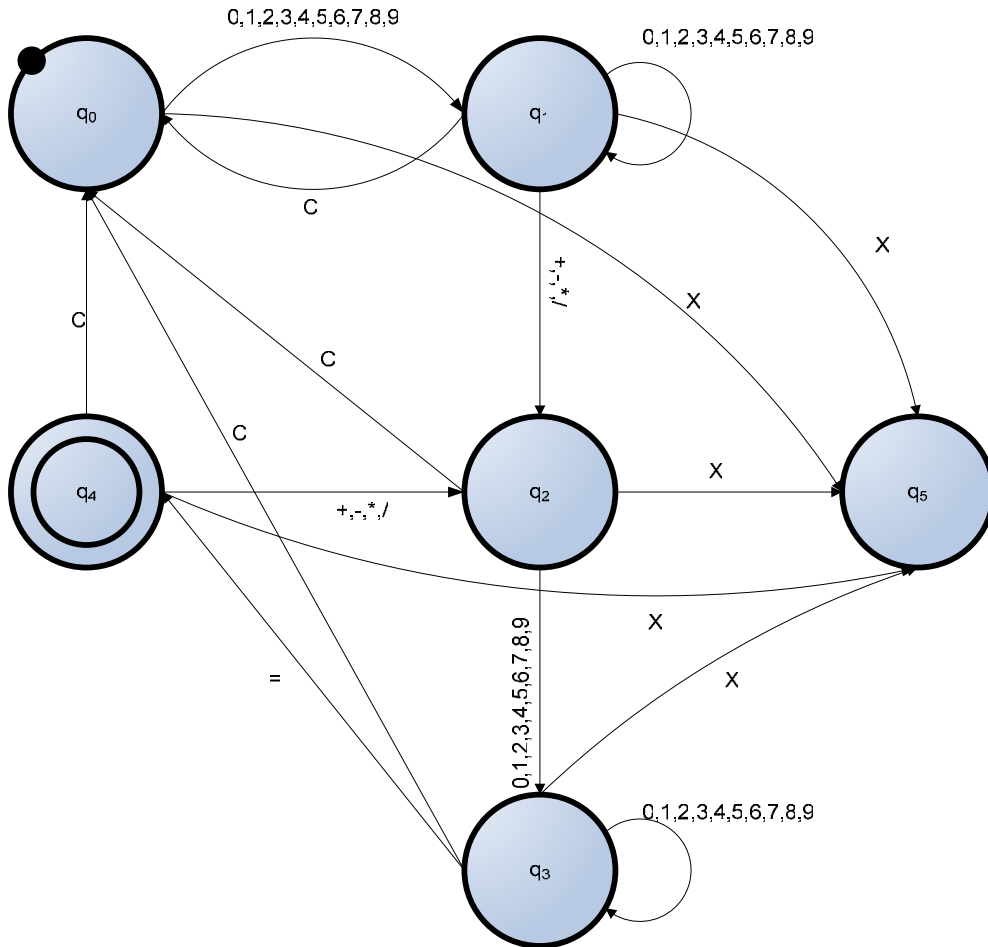 0,1,2,3,4,5,6,7,8,9
0,1,2,3,4,5,6,7,8,9
q0
q1
C
X
+,-,*,/
X
C
C
C
X
q4
q2
q5
+,-,*,/
X
0,1,2,3,4,5,6,7,8,9
=
X
0,1,2,3,4,5,6,7,8,9
q3